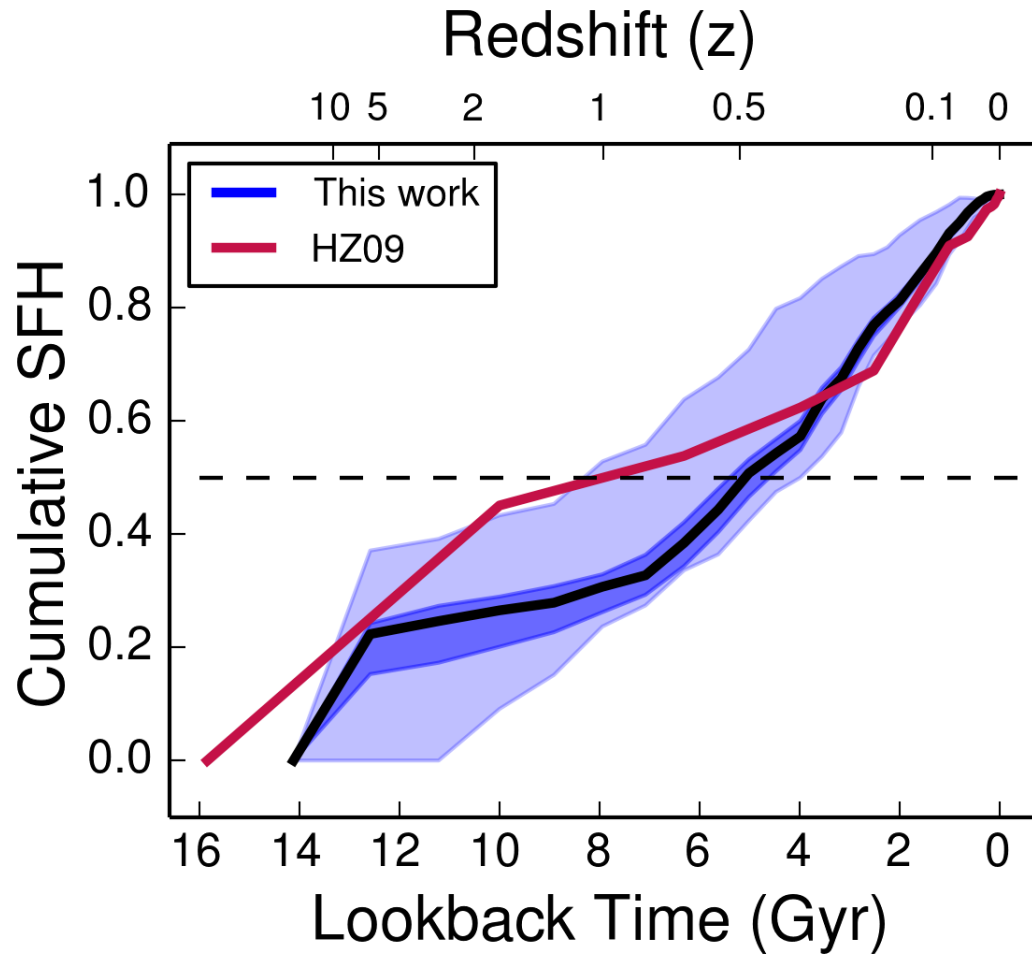 Redshift (z)
10 5 2 1 0.5 0.1 0
This work
HZ09
1.0
0.8
0.6
0.4
0.2
0.0
Cumulative SFH
16 14 12 10 8 6 4 2 0
Lookback Time (Gyr)